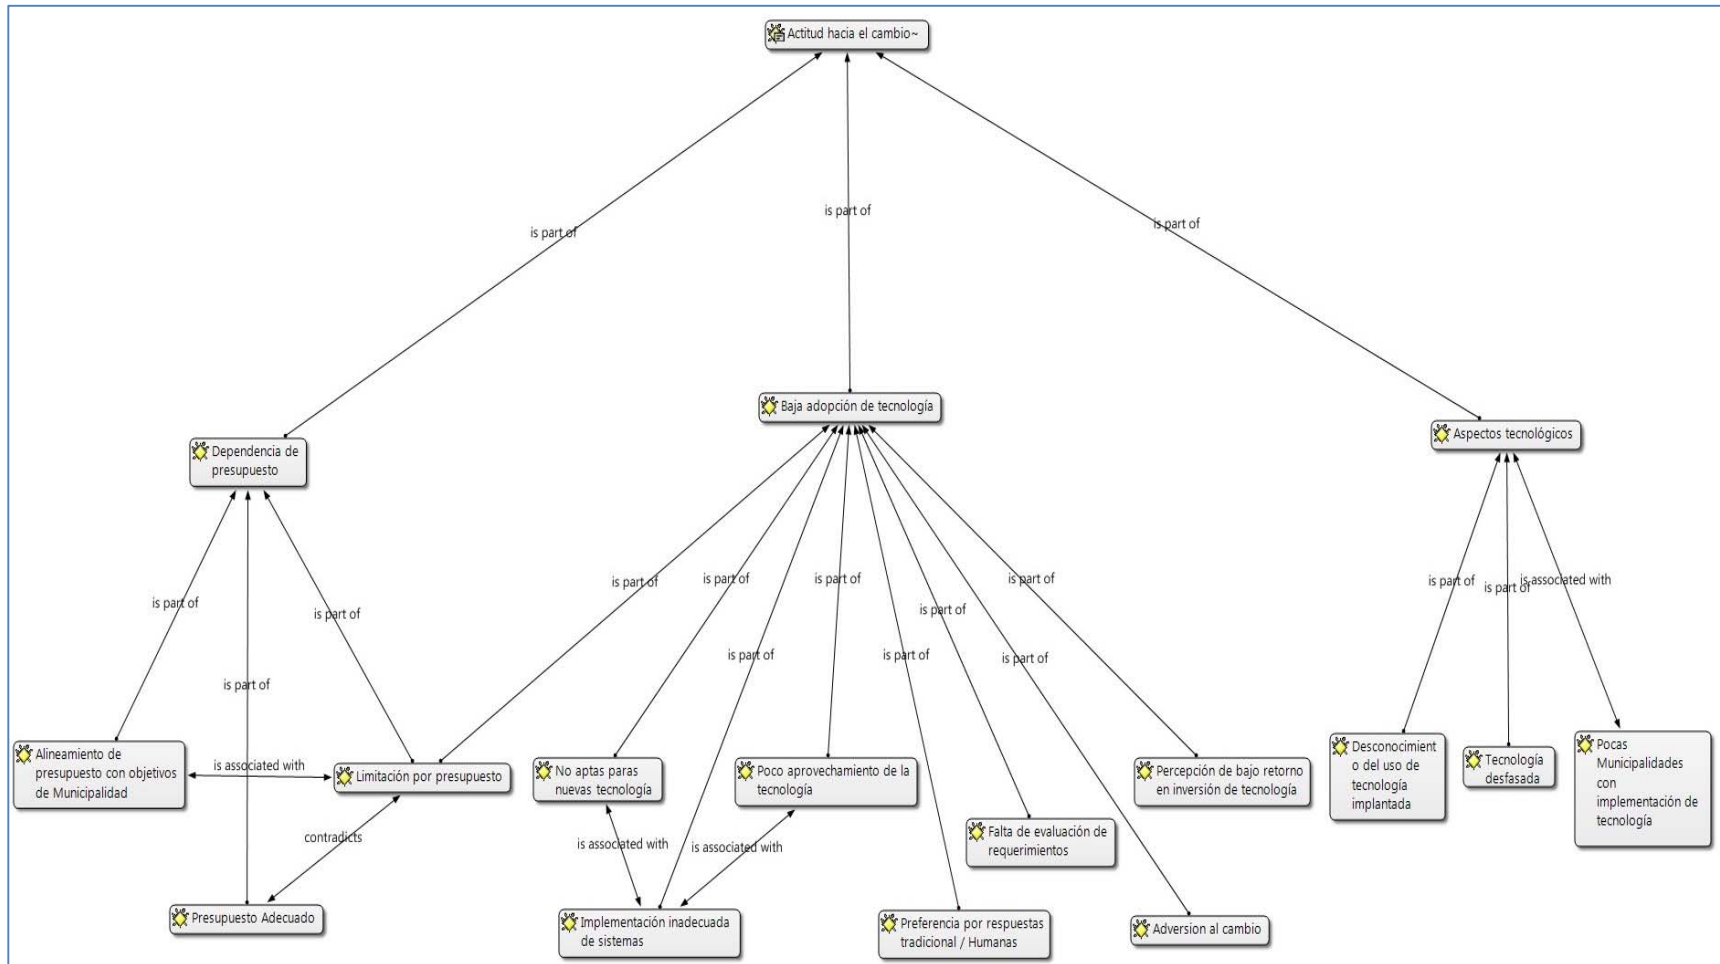 Actitud hacia el cambio~
is part of
is part of
is part of
Baja adopción de tecnología
Dependencia de
presupuesto
Aspectos tecnológicos
is part of
is part of
is part of
is part of
is part of
is part of
is part of
is part of
is part of
is part of
is part of
is part of
is part of
is associated with
Alineamiento de
presupuesto con objetivos
de Municipalidad
is associated with
Limitación por presupuesto
No aptas paras
nuevas tecnología
Poco aprovechamiento de la
tecnología
Percepción de bajo retorno
en inversión de tecnología
Desconocimient
o del uso de
tecnología
implantada
Tecnología
desfasada
Pocas
Municipalidades
con
implementación de
tecnología
contradicts
is associated with
is associated with
Falta de evaluación de
requerimientos
Presupuesto Adecuado
Implementación inadecuada
de sistemas
Preferencia por respuestas
tradicional / Humanas
Adversion al cambio